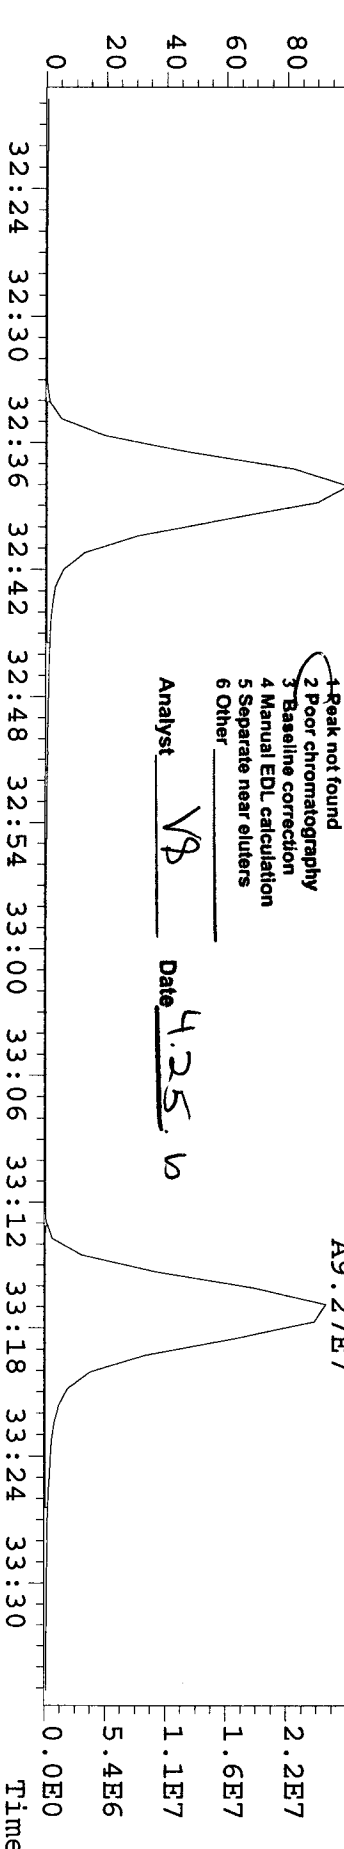 A9.27E7
1 Peak not found
2 Poor chromatography
3 Baseline correction
4 Manual EDL calculation
5 Separate near eluters
6 Other
Analyst Date 4.25.
80
60
40
20
0
2.2E7
1.6E7
1.1E7
5.4E6
0.0E0
32:24 32:30 32:36 32:42 32:48 32:54 33:00 33:06 33:12 33:18 33:24 33:30
Time